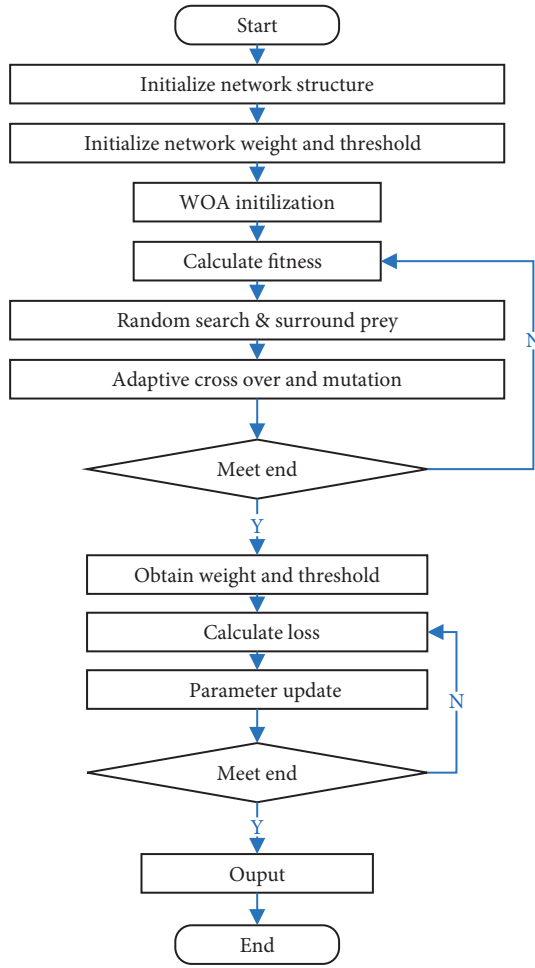 Start
Initialize network structure
Initialize network weight and threshold
WOA initilization
Calculate fitness
Random search & surround prey
N
Adaptive cross over and mutation
Meet end
Y
Obtain weight and threshold
Calculate loss
Parameter update
N
Meet end
Y
Ouput
End